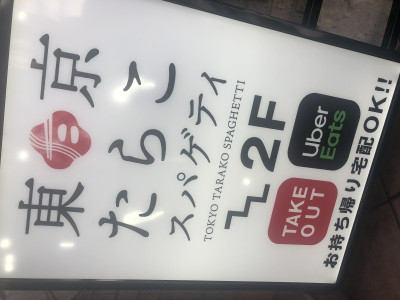 東京
たらこ
スパゲティ
TOKYO TARAKO SPAGHETTI
2F
Uber
Eats
TAKE
OUT
お持ち帰り宅配OK!!